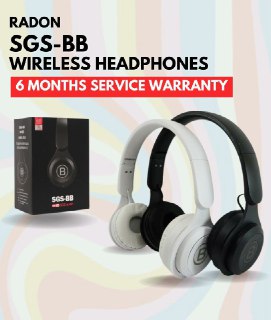 RADON
SGS-BB
WIRELESS HEADPHONES
6 MONTHS SERVICE WARRANTY
B
SGS-BB
B